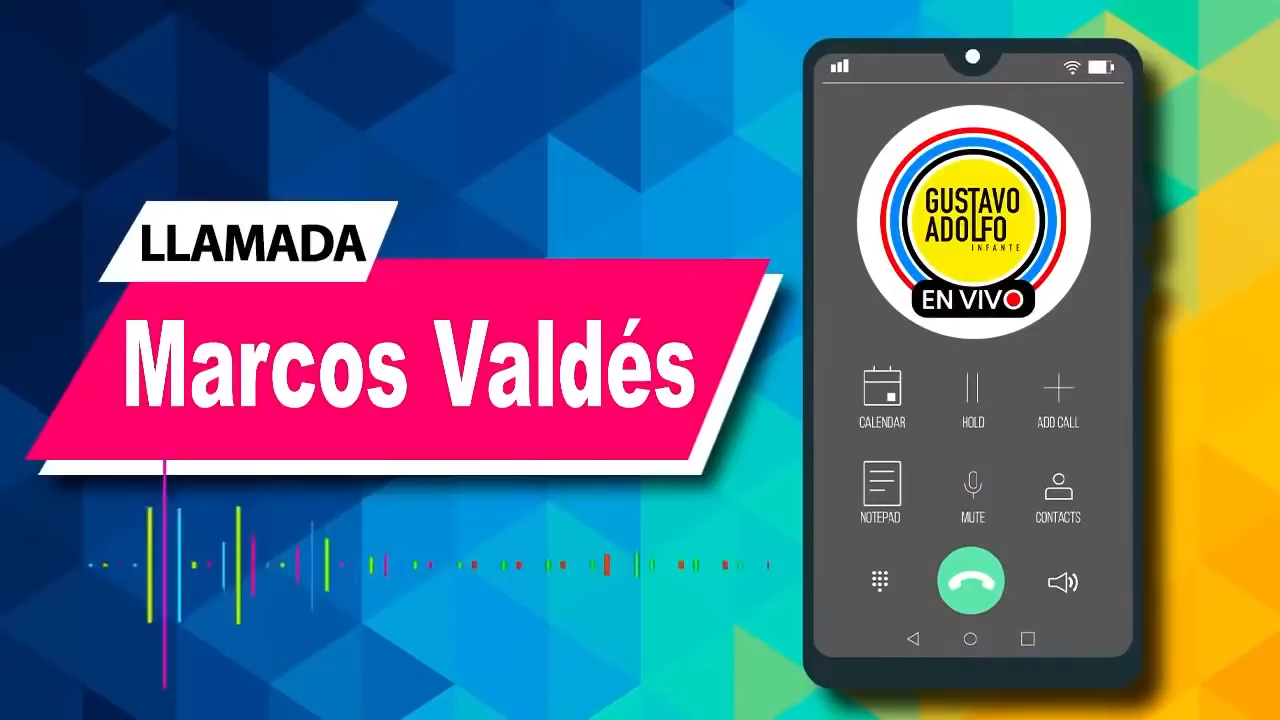 LLAMADA
Marcos Valdés
GUSTAVO
ADOLFO
INFANTE
EN VIVO
CALENDAR
HOLD
ADD CALL
NOTEPAD
MUTE
CONTACTS